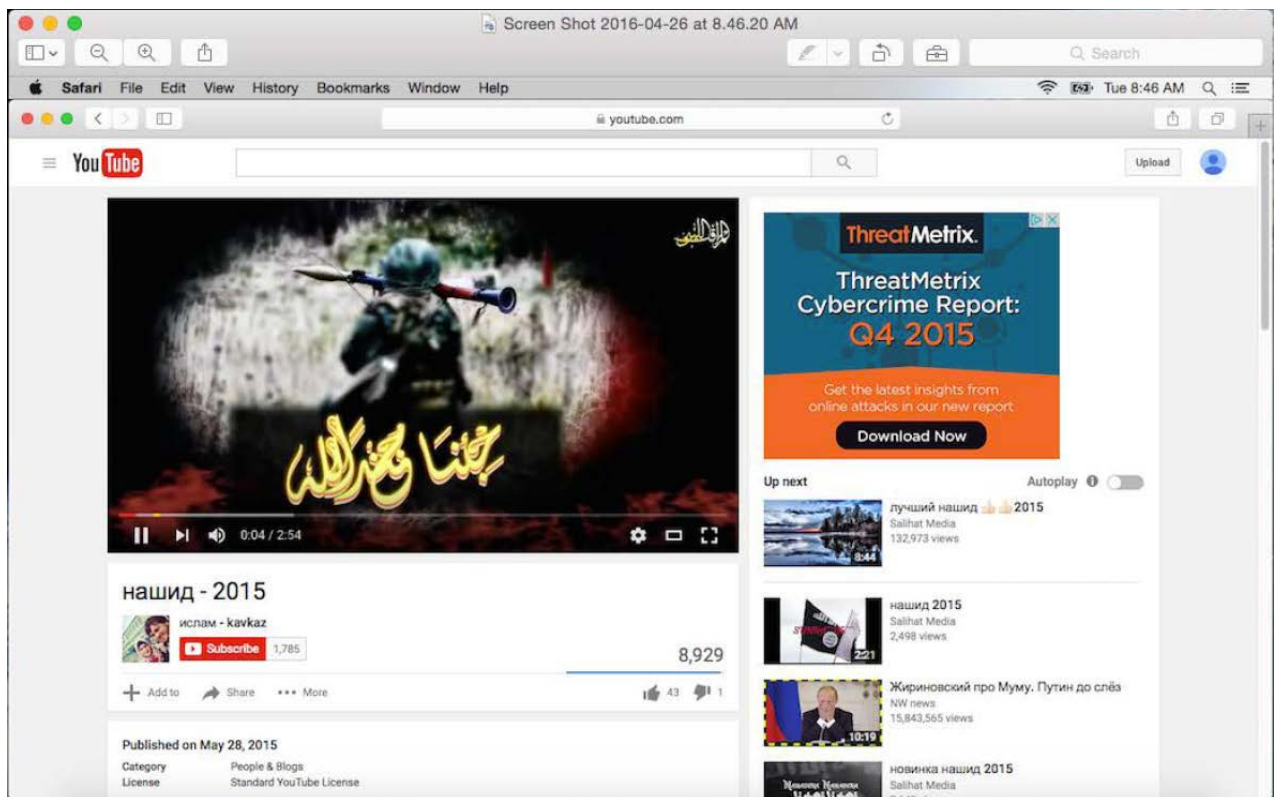 Screen Shot 2016-04-26 at 8.46.20 AM
Search
Safari File Edit View History Bookmarks Window Help
Tue 8:46 AM
youtube.com
YouTube
Upload
جئنا جند الله
0:04 / 2:54
нашид - 2015
ислам - kavkaz
Subscribe 1,785
8,929
Add to Share More
43 1
Published on May 28, 2015
Category People & Blogs
License Standard YouTube License
ThreatMetrix.
ThreatMetrix
Cybercrime Report:
Q4 2015
Get the latest insights from
online attacks in our new report
Download Now
Up next
Autoplay
лучший нашид 👍👍 2015
Salihat Media
132,973 views
8:44
нашид 2015
Salihat Media
2,498 views
2:21
Жириновский про Муму. Путин до слёз
NW news
15,843,565 views
10:19
новинка нашид 2015
Salihat Media